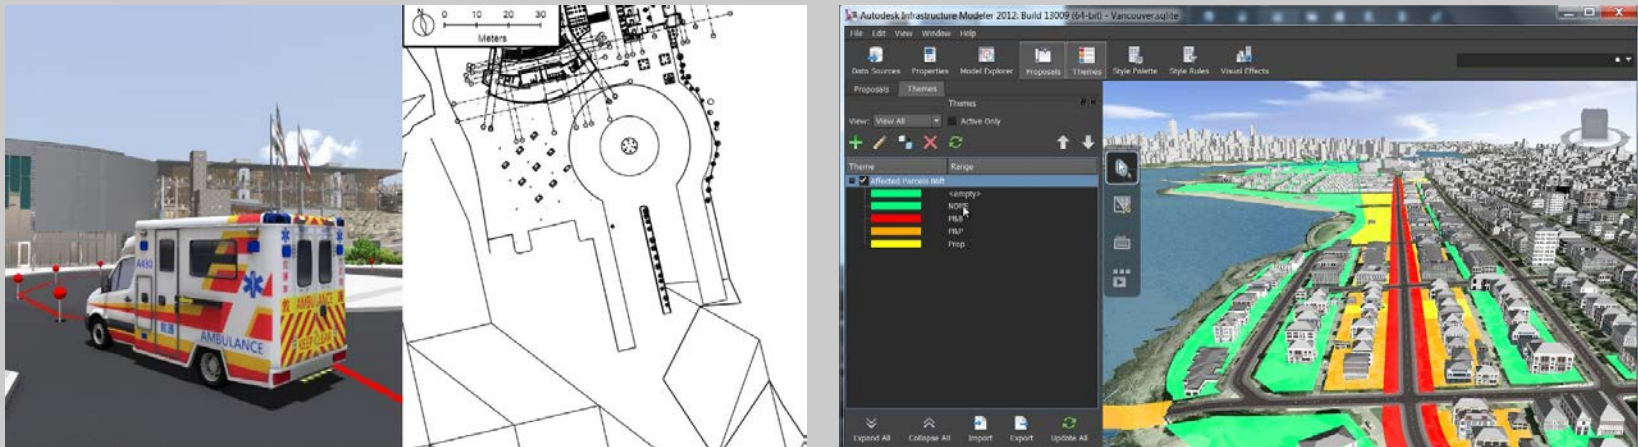 0 10 20 30
Meters
A430
救護
AMBULANCE
AMBULANCE
KEEP CLEAR
Autodesk Infrastructure Modeler 2012: Build 13009 (64-bit) - Vancouver.sqlite
File Edit View Window Help
Data Sources Properties Model Explorer Proposals Themes Style Palette Style Rules Visual Effects
Proposals Themes
Themes
View: View All Active Only
Theme Range
Affected Parcels
<empty>
NONE
Prop
Expand All Collapse All Import Export Update All